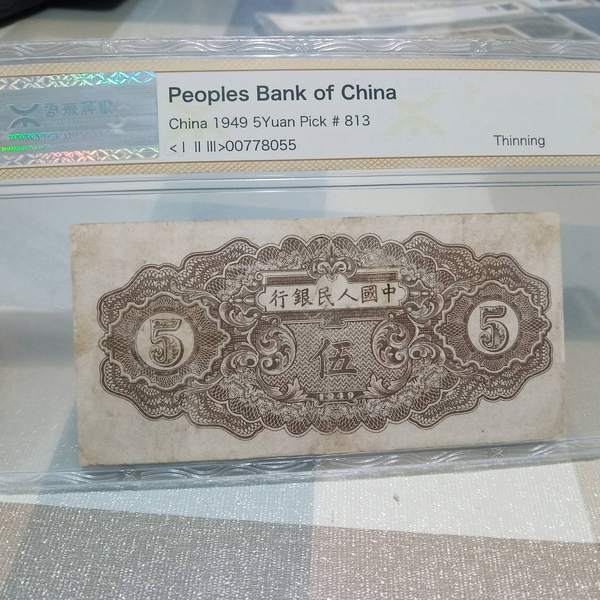 Peoples Bank of China
China 1949 5Yuan Pick # 813
<Ⅰ Ⅱ Ⅲ>00778055
Thinning
行銀民人國中
5 伍 5
1949